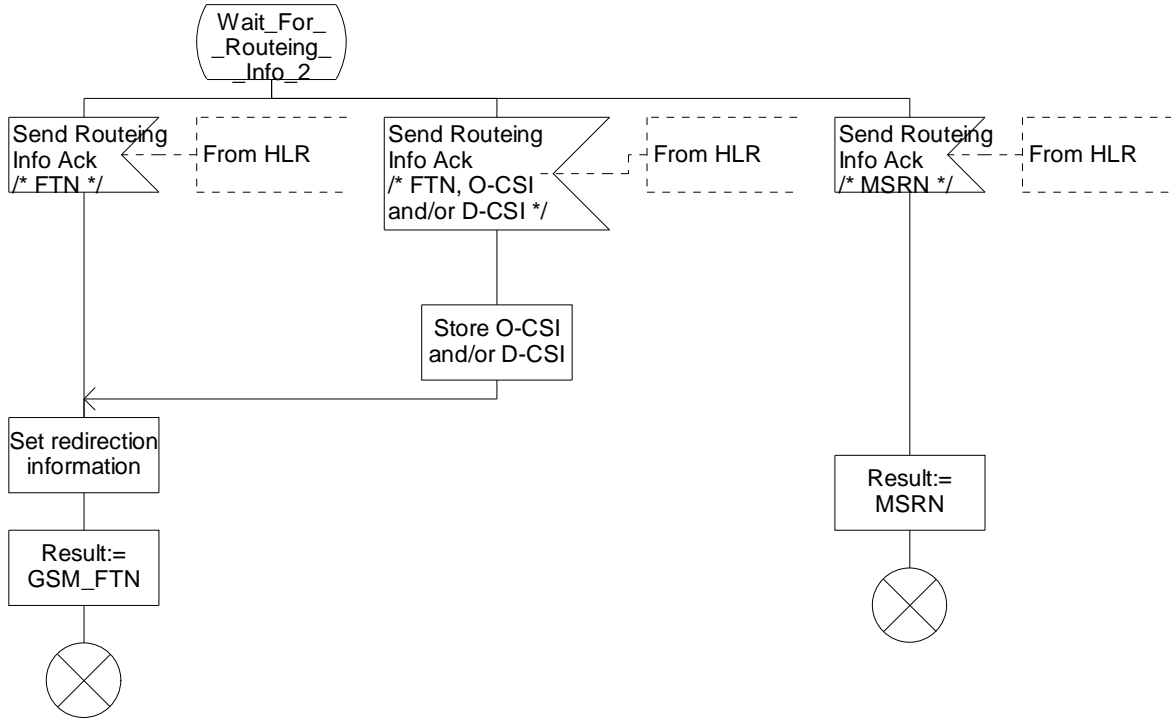 Wait_For_
_Routeing_
_Info_2
Send Routeing
Info Ack
/* FTN */
From HLR
Send Routeing
Info Ack
/* FTN, O-CSI
and/or D-CSI */
From HLR
Send Routeing
Info Ack
/* MSRN */
From HLR
Store O-CSI
and/or D-CSI
Set redirection
information
Result:=
GSM_FTN
Result:=
MSRN